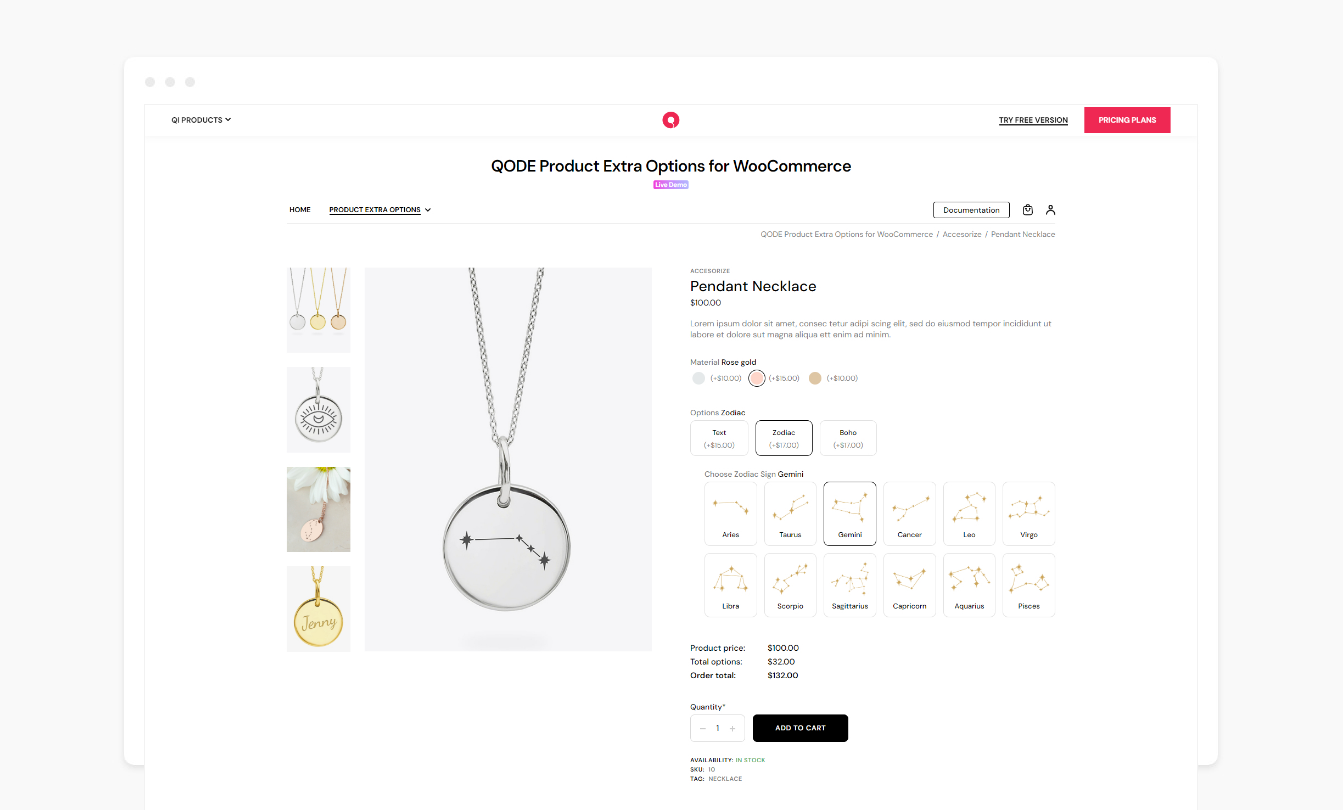 QI PRODUCTS
TRY FREE VERSION
PRICING PLANS
QODE Product Extra Options for WooCommerce
Live Demo
HOME
PRODUCT EXTRA OPTIONS
Documentation
QODE Product Extra Options for WooCommerce / Accesorize / Pendant Necklace
ACCESORIZE
Pendant Necklace
$100.00
Lorem ipsum dolor sit amet, consec tetur adipi scing elit, sed do eiusmod tempor incididunt ut
labore et dolore sut magna aliqua ett enim ad minim.
Material Rose gold
(+$10.00) (+$15.00) (+$10.00)
Options Zodiac
Text Zodiac Boho
(+$15.00) (+$17.00) (+$17.00)
Choose Zodiac Sign Gemini
Aries Taurus Gemini Cancer Leo Virgo
Libra Scorpio Sagittarius Capricorn Aquarius Pisces
Jenny
Product price: $100.00
Total options: $32.00
Order total: $132.00
Quantity*
− 1 +
ADD TO CART
AVAILABILITY: IN STOCK
SKU: 10
TAG: NECKLACE